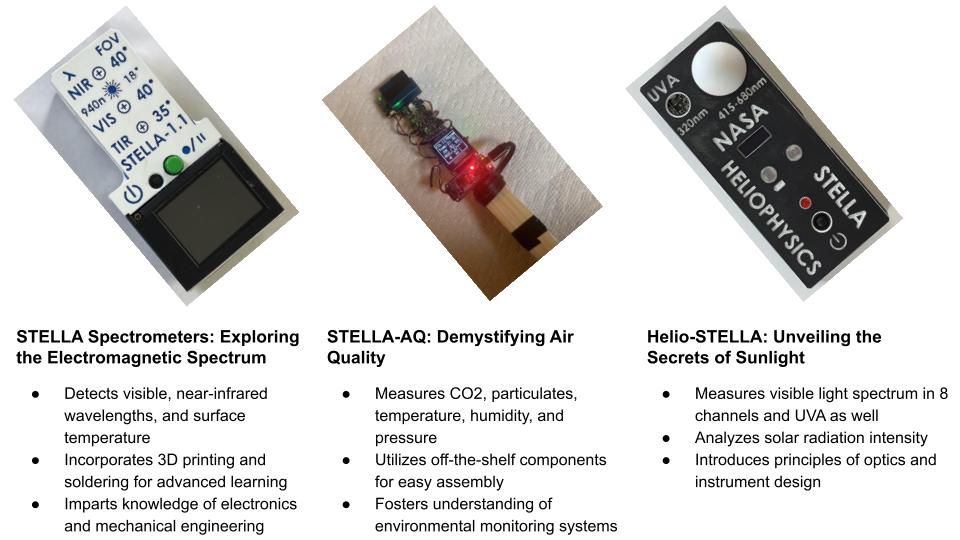 λ FOV
NIR ⊕ 40°
940n 18°
VIS ⊕ 40°
TIR ⊕ 35°
STELLA-1.1
UVA
320nm
415-680nm
NASA
HELIOPHYSICS
STELLA
STELLA Spectrometers: Exploring
the Electromagnetic Spectrum
● Detects visible, near-infrared
wavelengths, and surface
temperature
● Incorporates 3D printing and
soldering for advanced learning
● Imparts knowledge of electronics
and mechanical engineering
STELLA-AQ: Demystifying Air
Quality
● Measures CO2, particulates,
temperature, humidity, and
pressure
● Utilizes off-the-shelf components
for easy assembly
● Fosters understanding of
environmental monitoring systems
Helio-STELLA: Unveiling the
Secrets of Sunlight
● Measures visible light spectrum in 8
channels and UVA as well
● Analyzes solar radiation intensity
● Introduces principles of optics and
instrument design